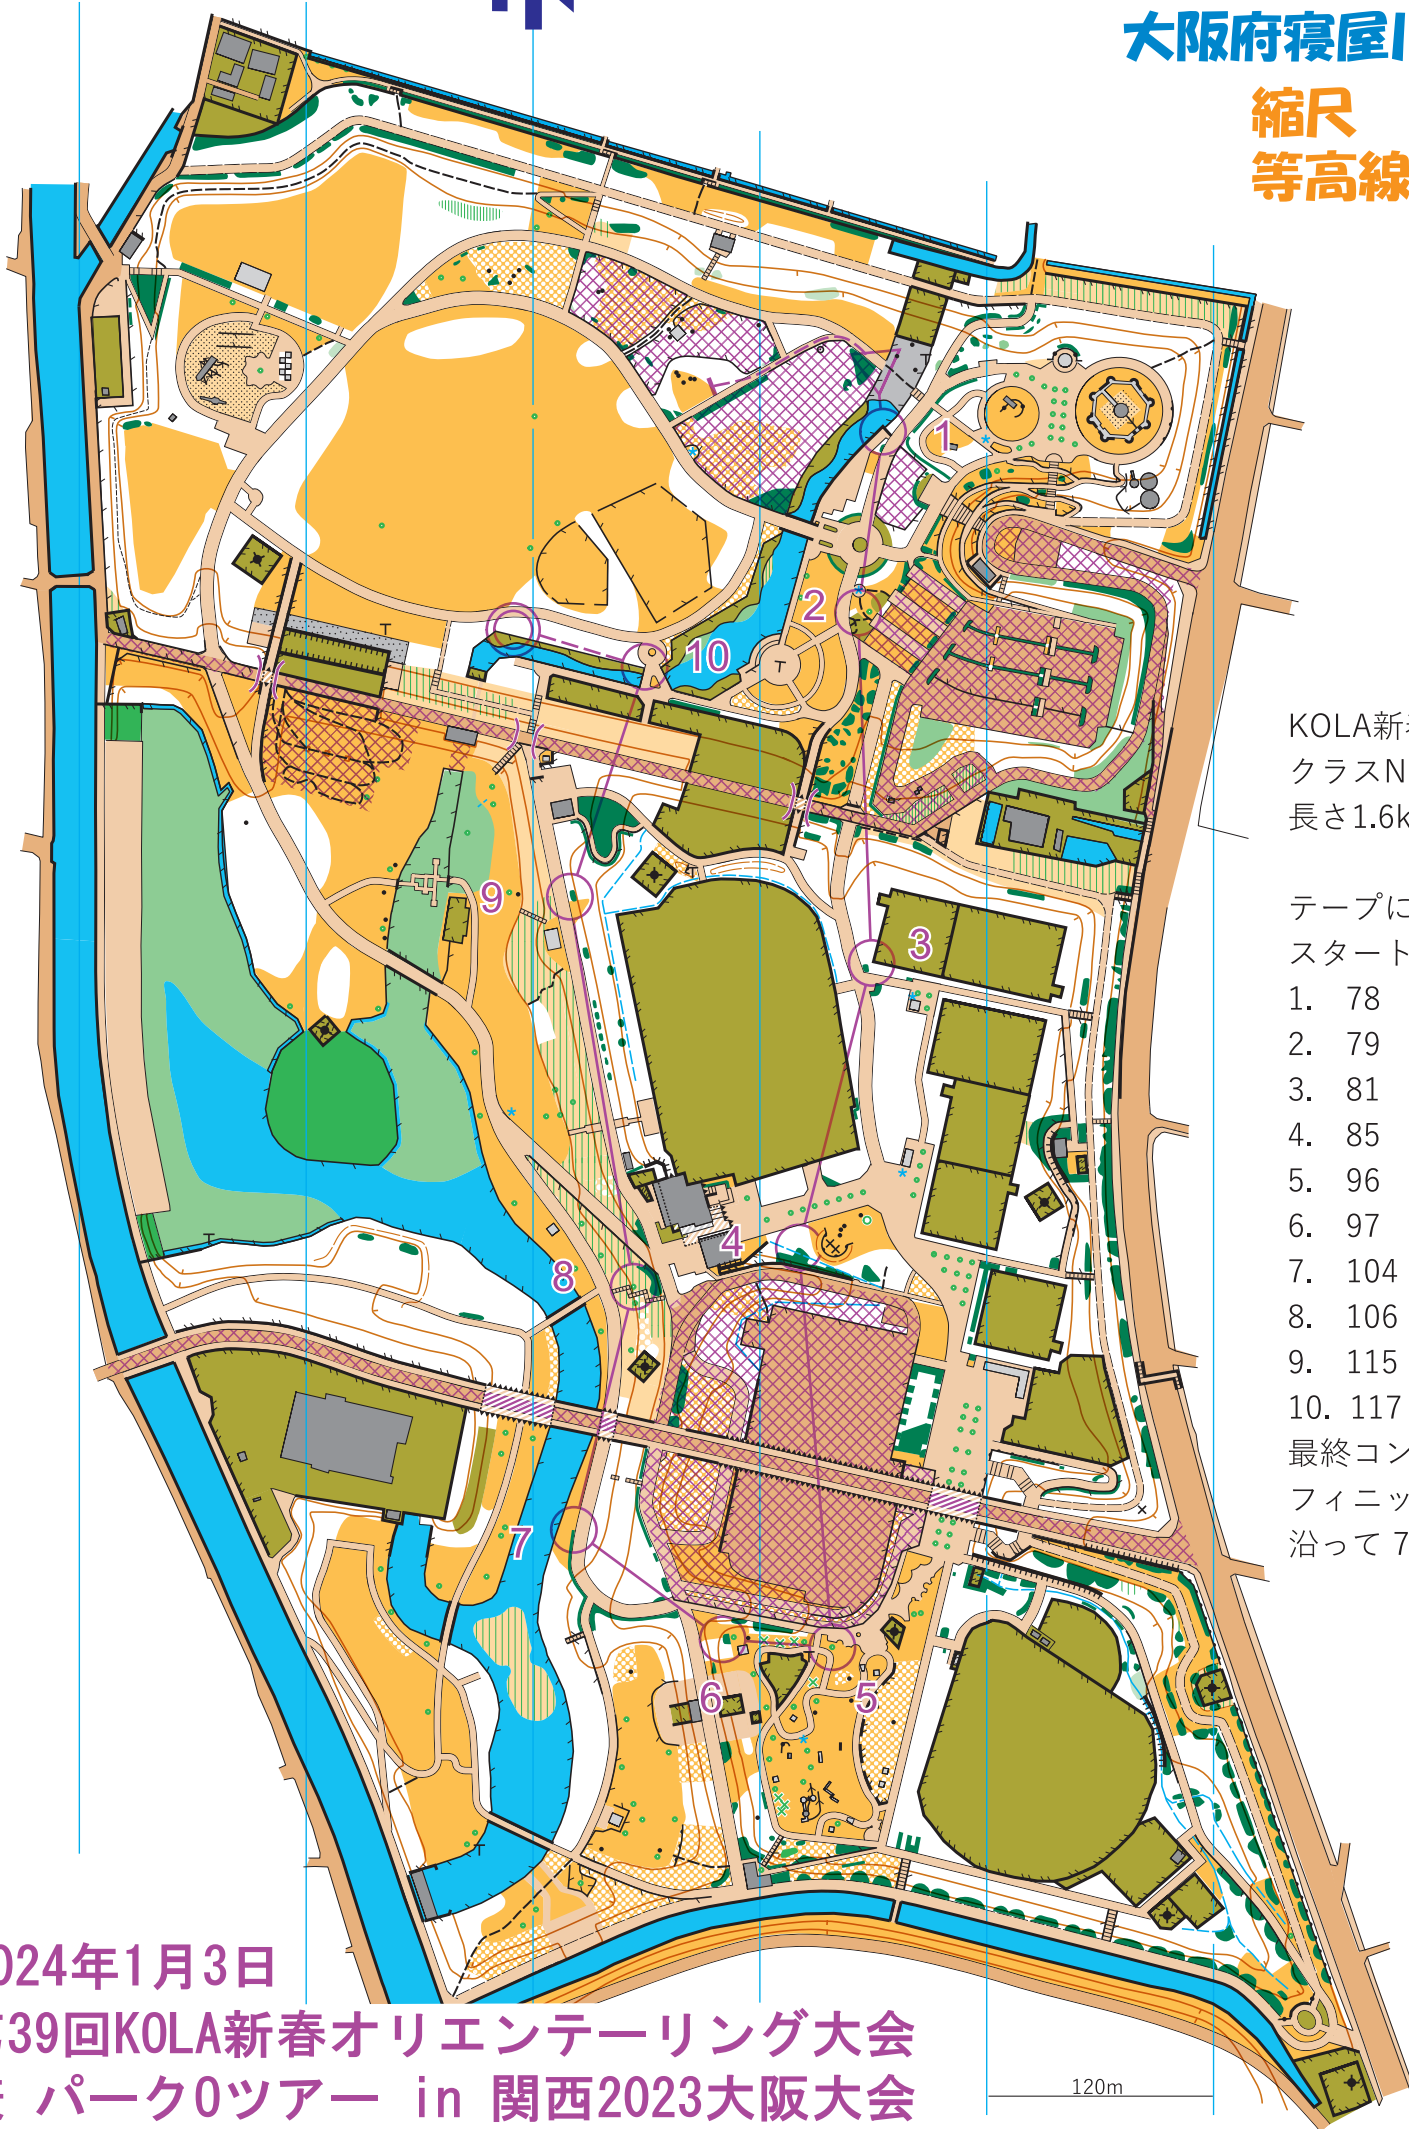 大阪府寝屋川
縮尺
等高線
1
2
10
KOLA新春
クラスN
長さ1.6k
9
3
テープに
スタート
1. 78
2. 79
3. 81
4. 85
5. 96
6. 97
7. 104
8. 106
9. 115
10. 117
最終コン
フィニッ
沿って 7
4
8
7
6
5
024年1月3日
39回KOLA新春オリエンテーリング大会
パークOツアー in 関西2023大阪大会
120m